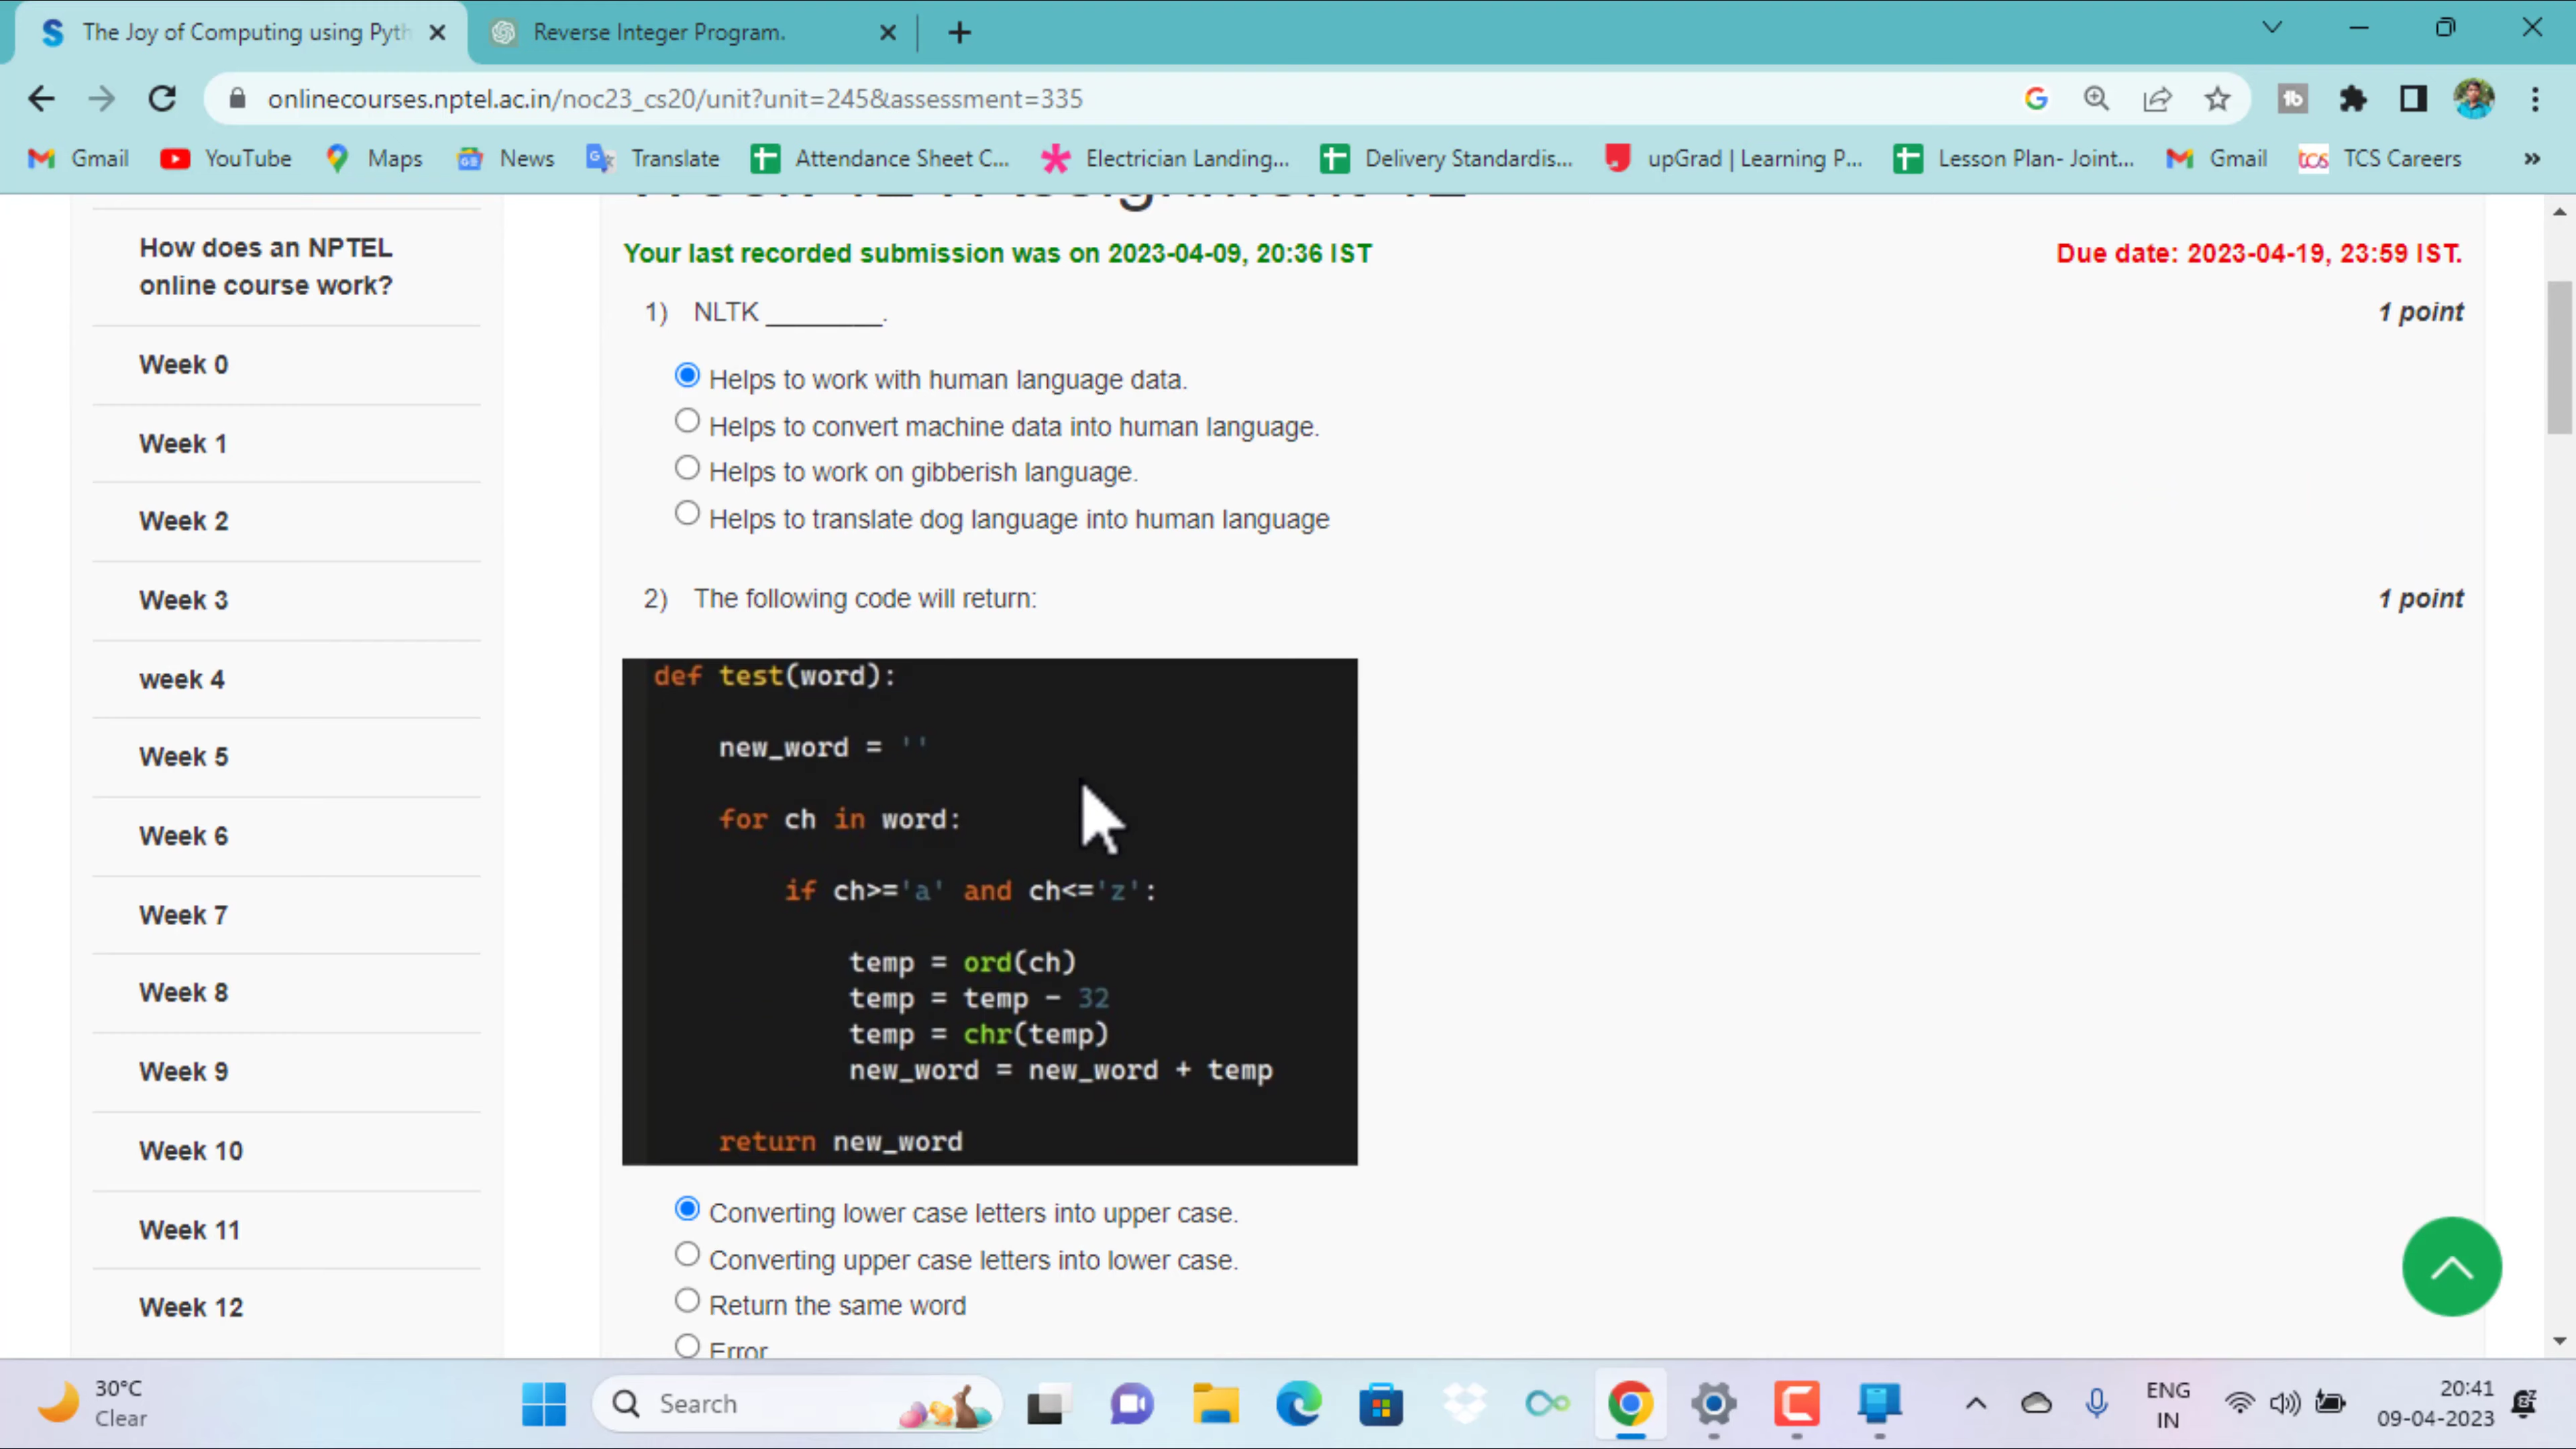 The Joy of Computing using Pyth
Reverse Integer Program.
onlinecourses.nptel.ac.in/noc23_cs20/unit?unit=245&assessment=335
Gmail
YouTube
Maps
News
Translate
Attendance Sheet C...
Electrician Landing...
Delivery Standardis...
upGrad | Learning P...
Lesson Plan- Joint...
Gmail
tcs TCS Careers
»
How does an NPTEL
online course work?
Week 0
Week 1
Week 2
Week 3
week 4
Week 5
Week 6
Week 7
Week 8
Week 9
Week 10
Week 11
Week 12
Your last recorded submission was on 2023-04-09, 20:36 IST
Due date: 2023-04-19, 23:59 IST.
1) NLTK ________.
1 point
Helps to work with human language data.
Helps to convert machine data into human language.
Helps to work on gibberish language.
Helps to translate dog language into human language
2) The following code will return:
1 point
def test(word):
new_word = ''
for ch in word:
if ch>='a' and ch<='z':
temp = ord(ch)
temp = temp - 32
temp = chr(temp)
new_word = new_word + temp
return new_word
Converting lower case letters into upper case.
Converting upper case letters into lower case.
Return the same word
Error
30°C
Clear
Search
ENG
IN
20:41
09-04-2023